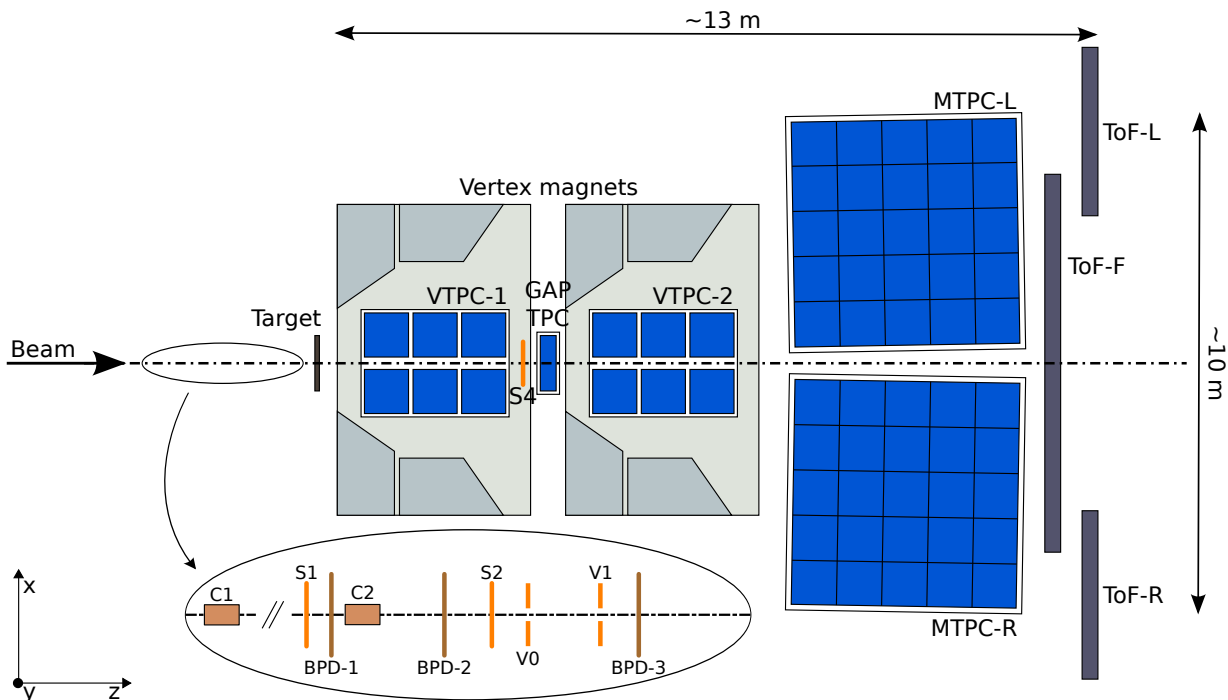 ~13 m
MTPC-L
ToF-L
Vertex magnets
ToF-F
VTPC-1
GAP
TPC
VTPC-2
Target
Beam
S4
~10 m
x
y
z
S1
C1
C2
S2
V1
BPD-1
BPD-2
V0
BPD-3
MTPC-R
ToF-R